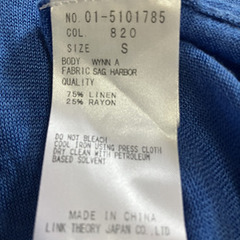 NO. 01-5101785
COL. 820
SIZE S
BODY WYNN A
FABRIC SAG HARBOR
QUALITY
75% LINEN
25% RAYON
DO NOT BLEACH
COOL IRON USING PRESS CLOTH
DRY CLEAN WITH PETROLEUM
BASED SOLVENT
MADE IN CHINA
LINK THEORY JAPAN CO., LTD.